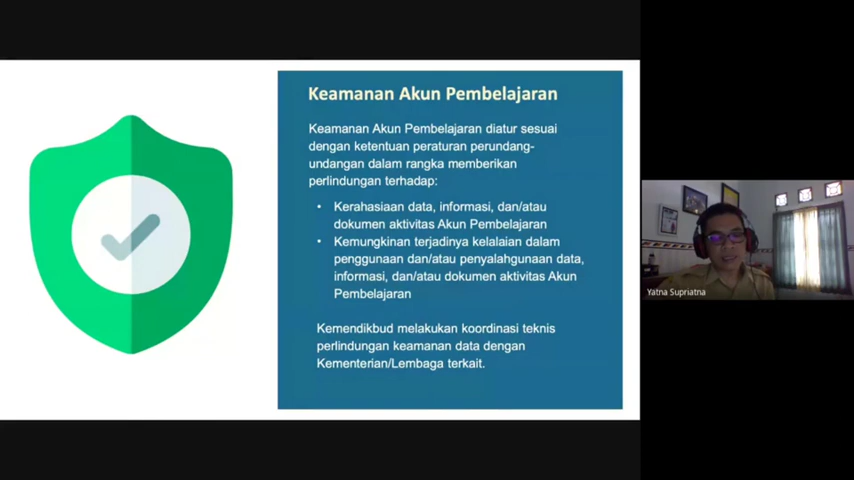 Keamanan Akun Pembelajaran
Keamanan Akun Pembelajaran diatur sesuai
dengan ketentuan peraturan perundang-
undangan dalam rangka memberikan
perlindungan terhadap:
• Kerahasiaan data, informasi, dan/atau
dokumen aktivitas Akun Pembelajaran
• Kemungkinan terjadinya kelalaian dalam
penggunaan dan/atau penyalahgunaan data,
informasi, dan/atau dokumen aktivitas Akun
Pembelajaran
Kemendikbud melakukan koordinasi teknis
perlindungan keamanan data dengan
Kementerian/Lembaga terkait.
Yatna Supriatna